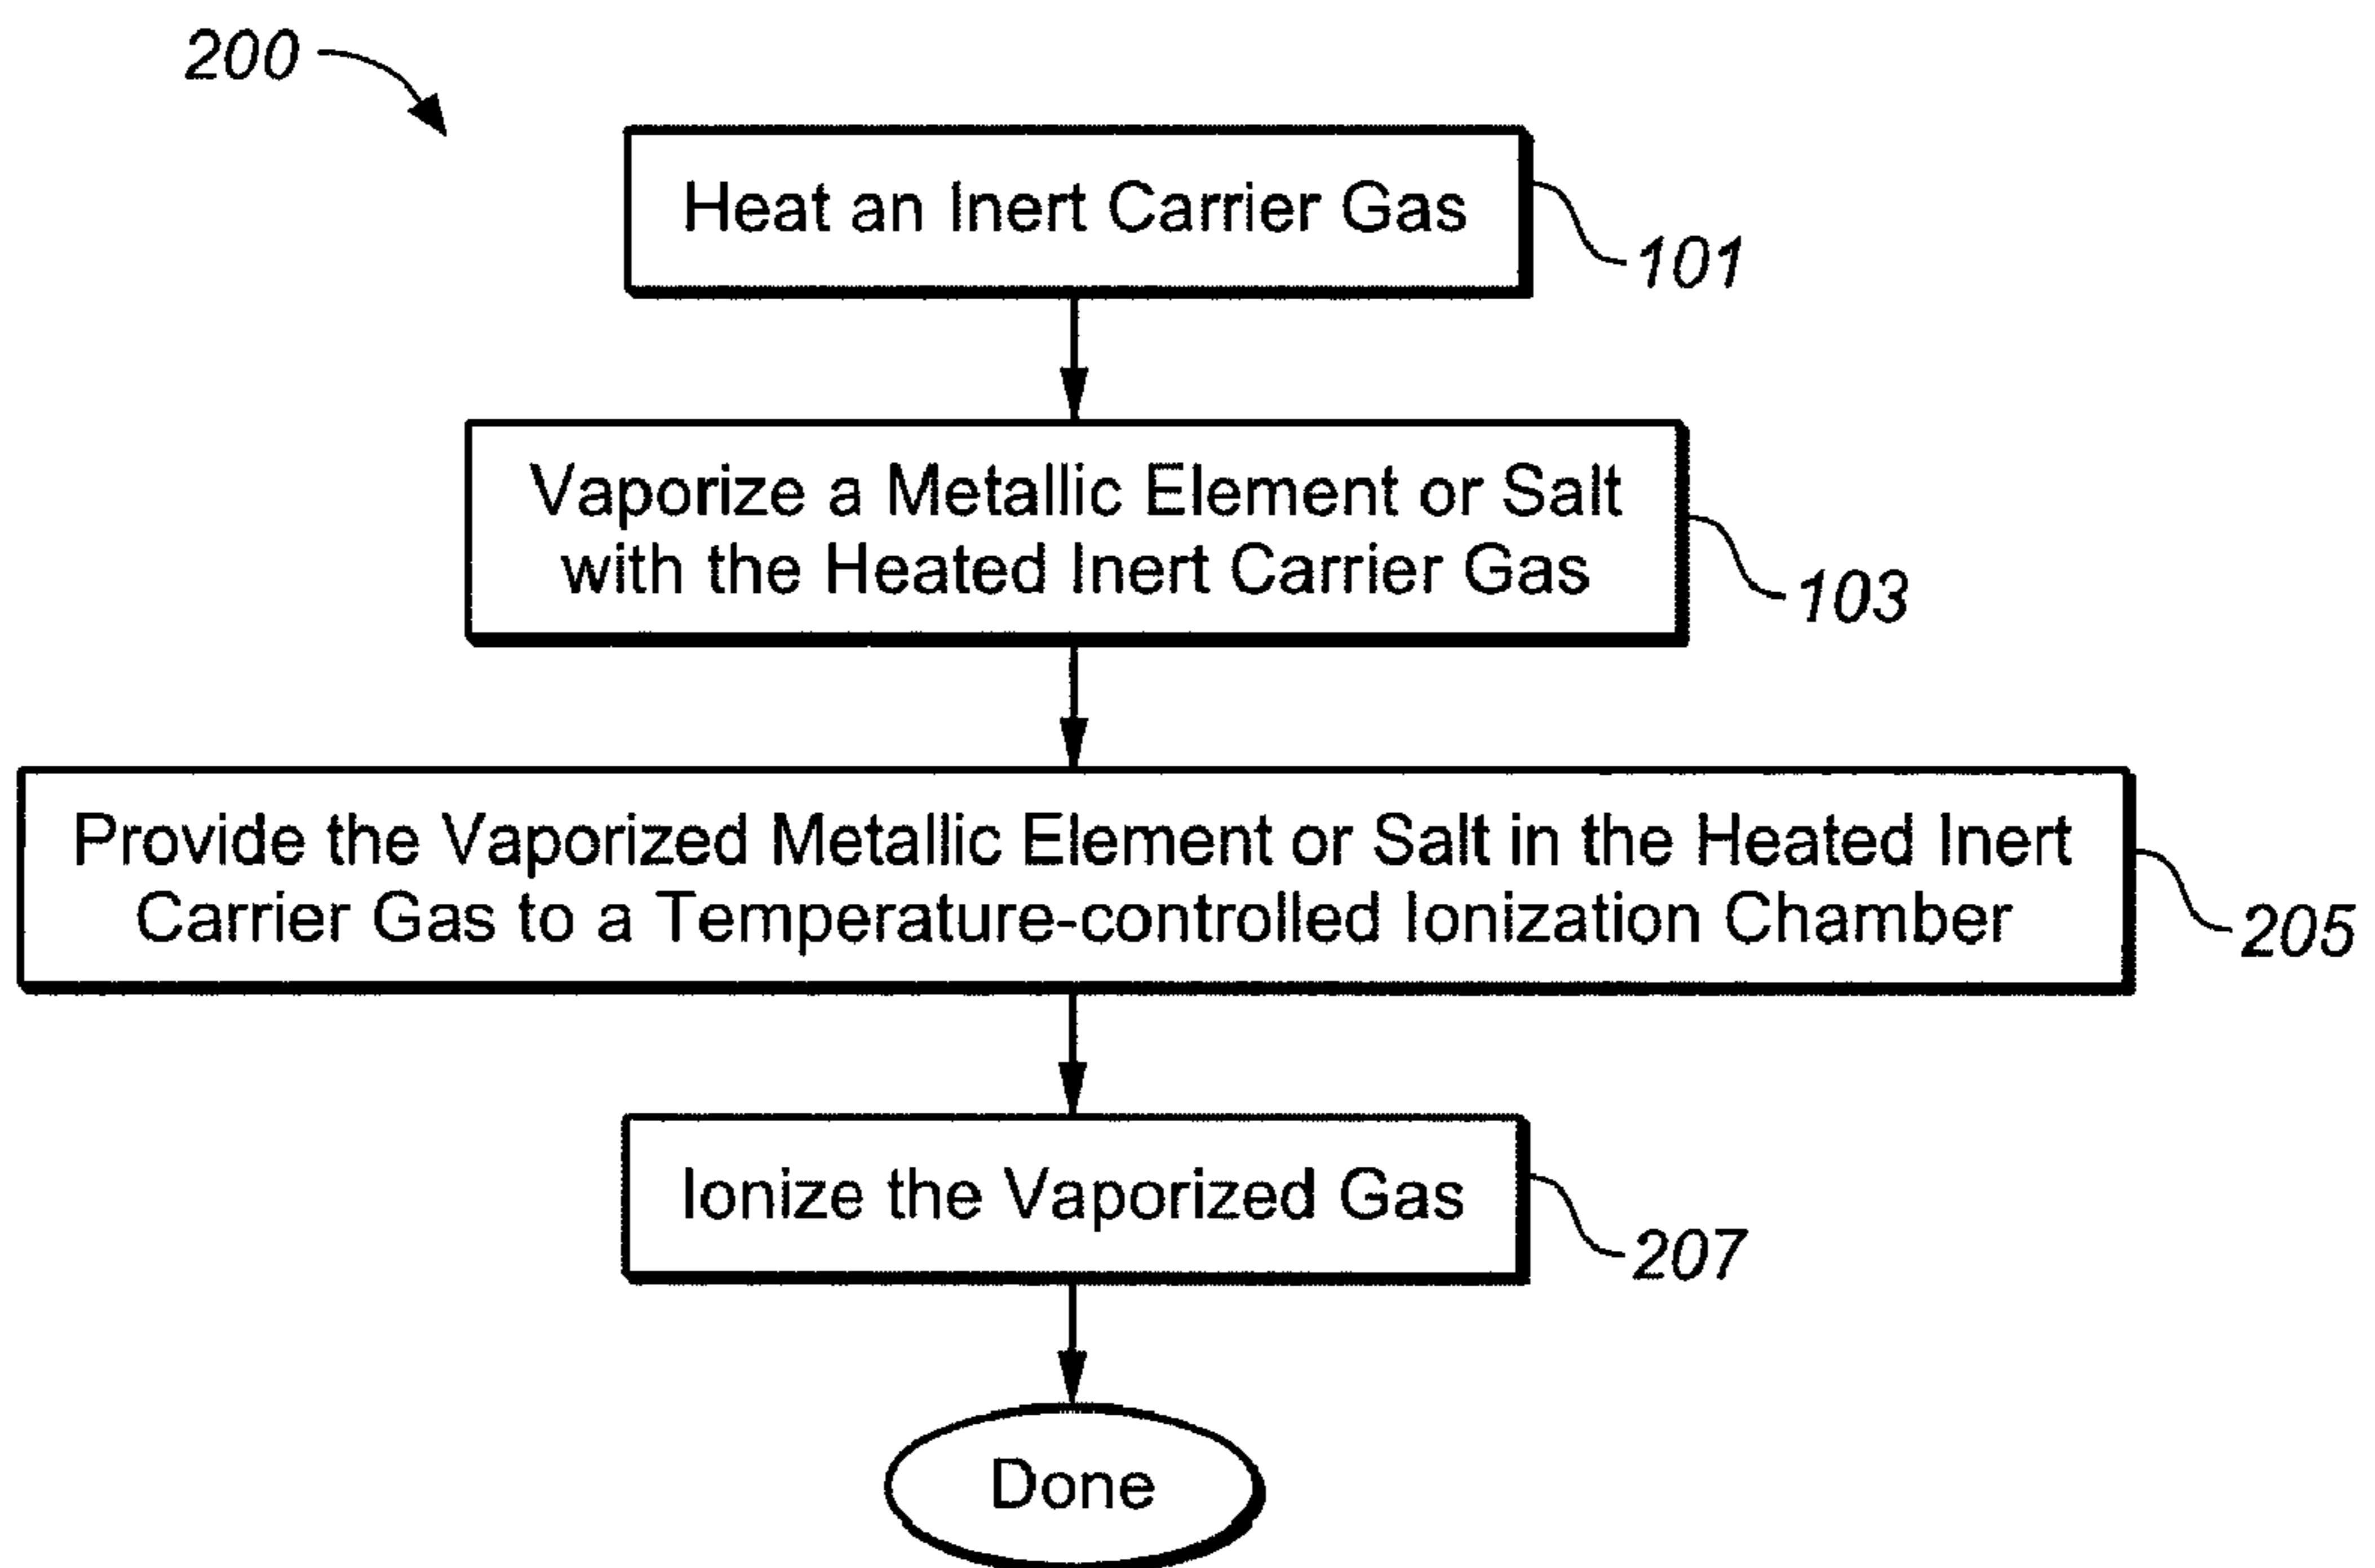 200
Heat an Inert Carrier Gas
101
Vaporize a Metallic Element or Salt
with the Heated Inert Carrier Gas
103
Provide the Vaporized Metallic Element or Salt in the Heated Inert
Carrier Gas to a Temperature-controlled Ionization Chamber
205
Ionize the Vaporized Gas
207
Done